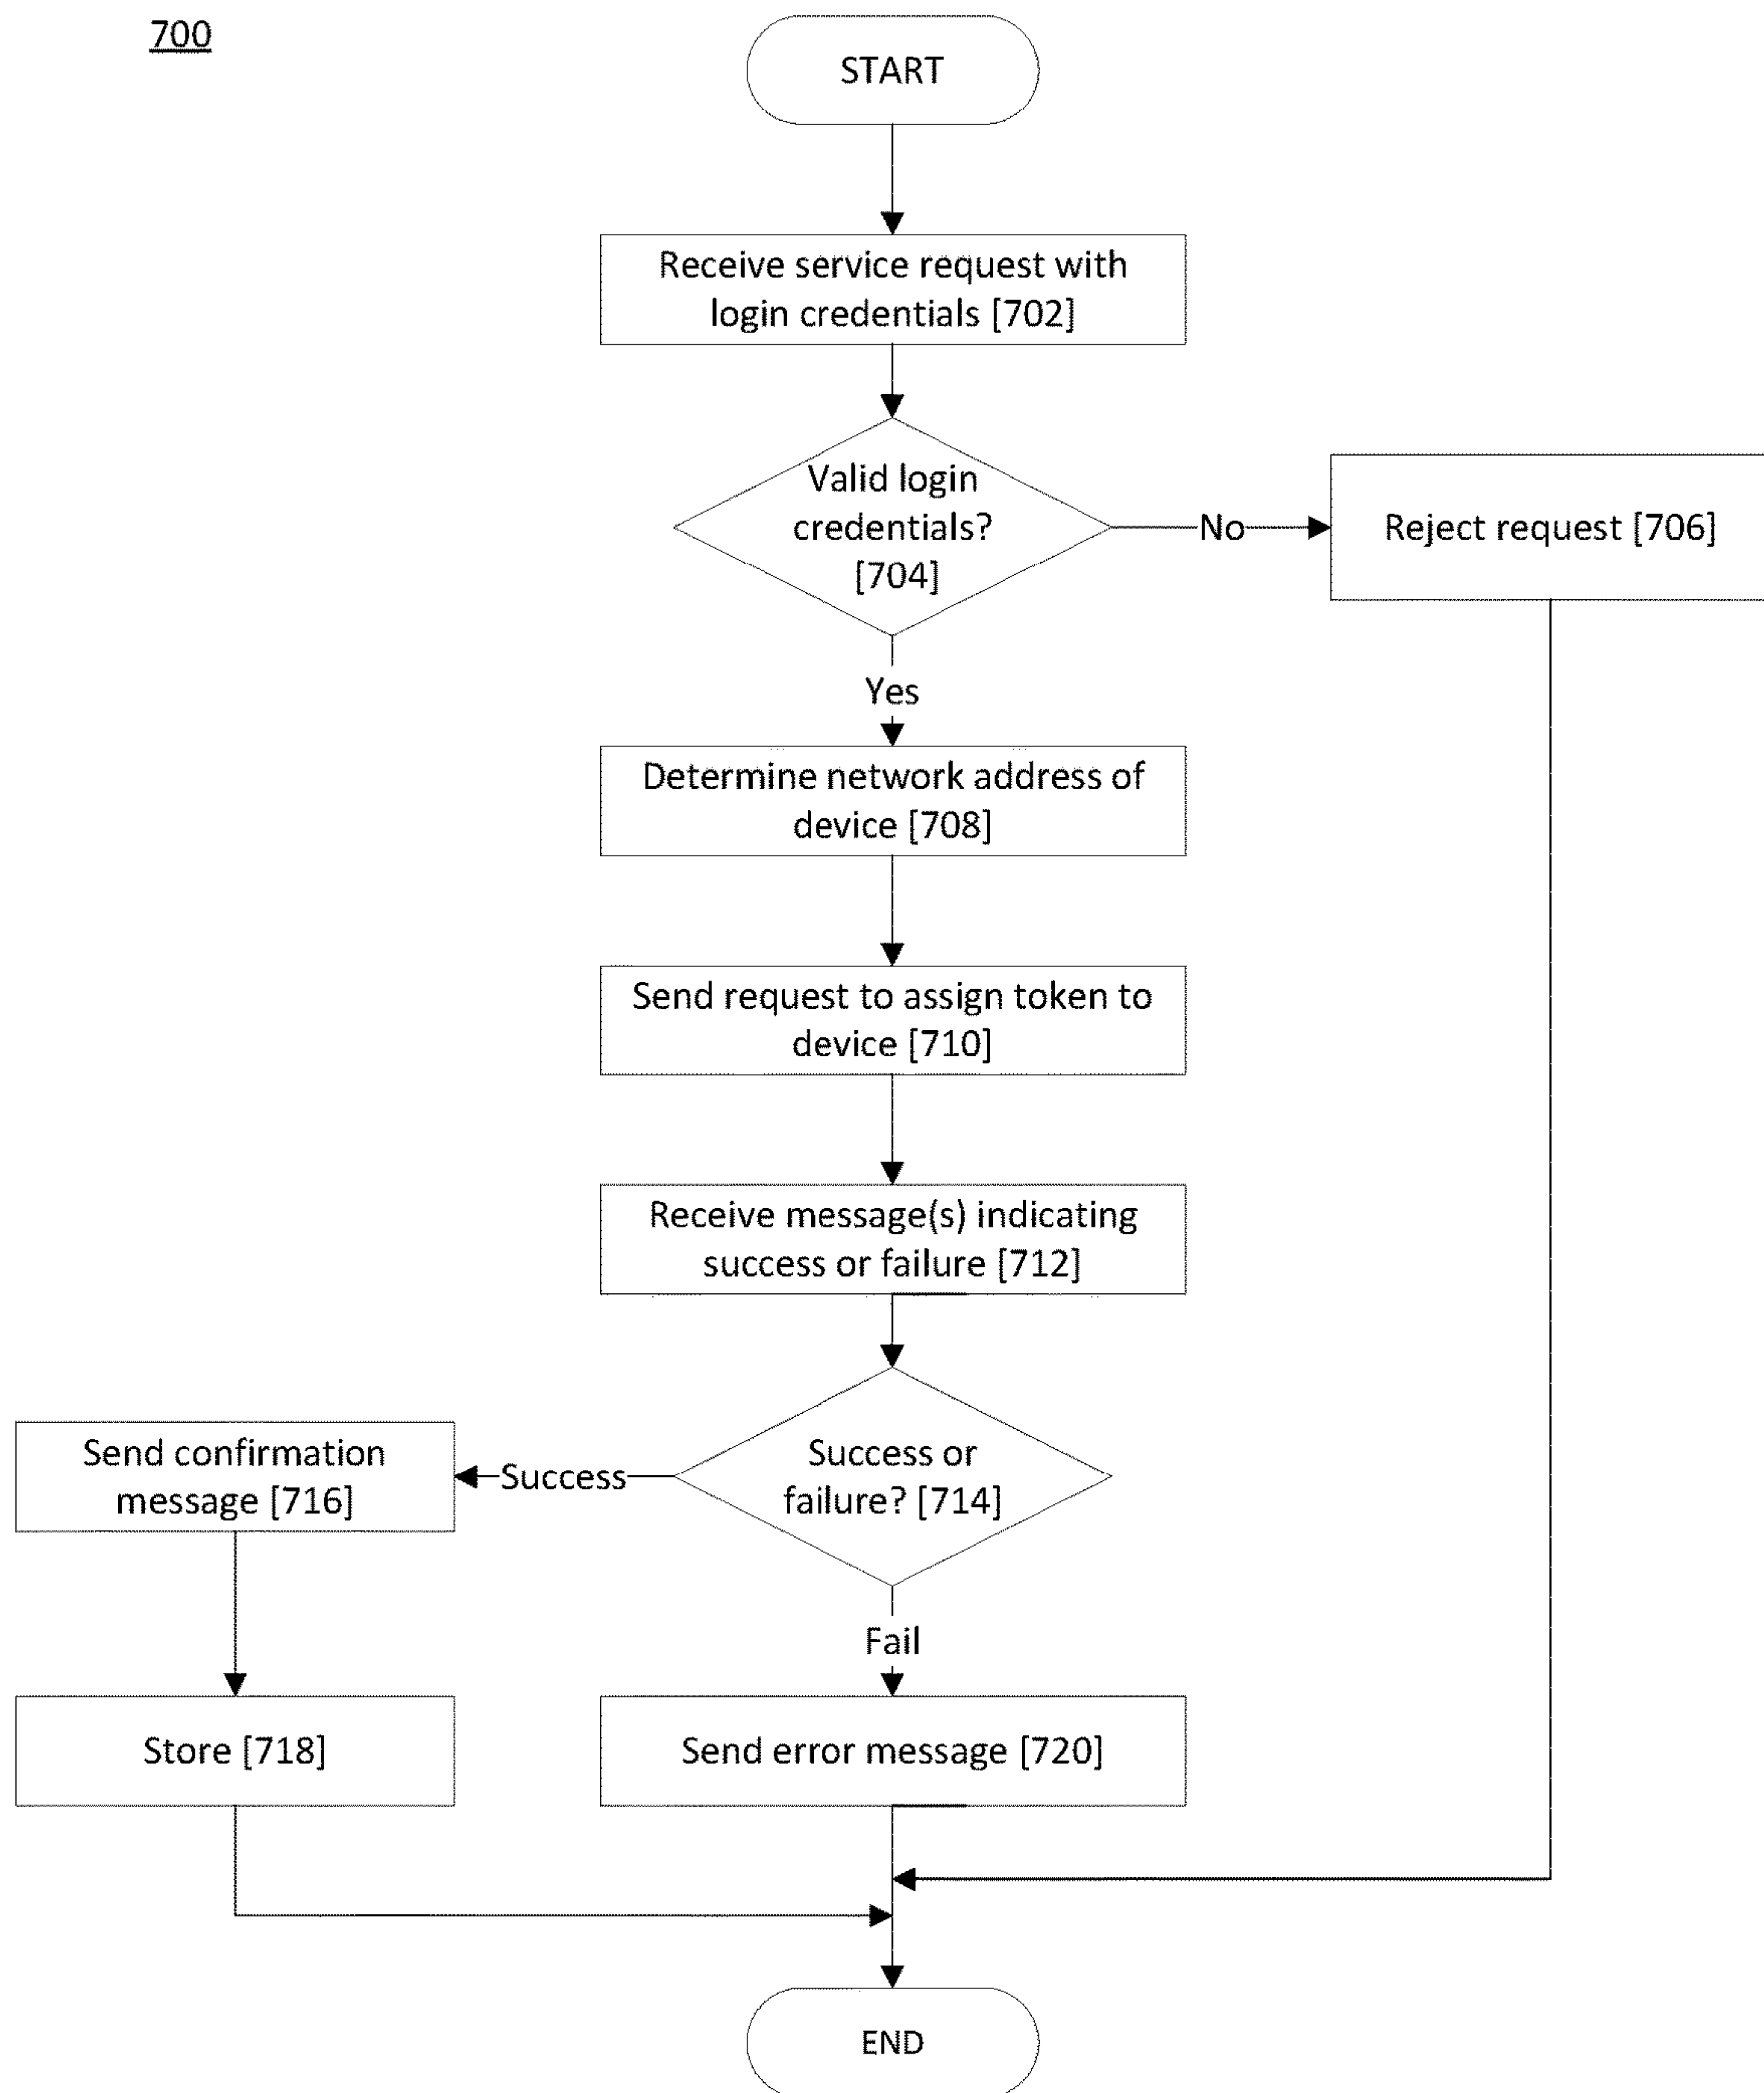 700
START
Receive service request with
login credentials [702]
Valid login
credentials?
[704]
No
Reject request [706]
Yes
Determine network address of
device [708]
Send request to assign token to
device [710]
Receive message(s) indicating
success or failure [712]
Success or
failure? [714]
Success
Send confirmation
message [716]
Fail
Store [718]
Send error message [720]
END